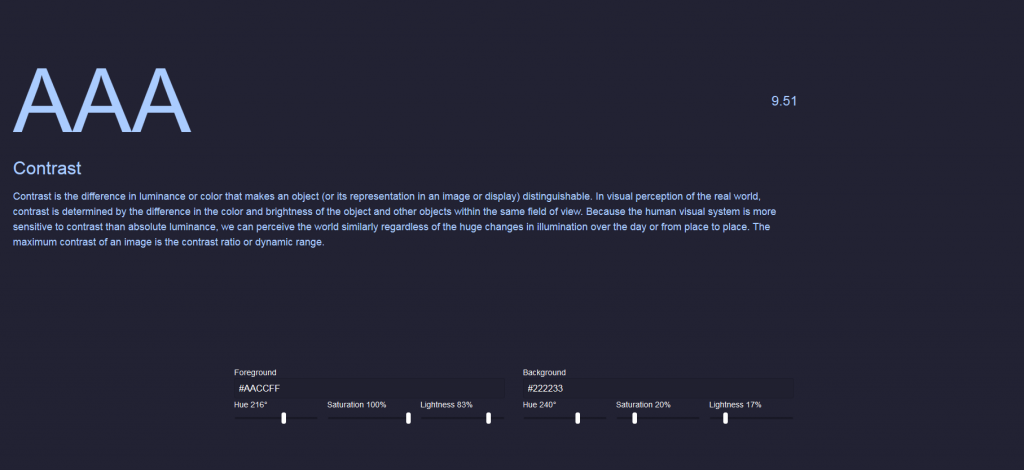 AAA
9.51
Contrast
Contrast is the difference in luminance or color that makes an object (or its representation in an image or display) distinguishable. In visual perception of the real world,
contrast is determined by the difference in the color and brightness of the object and other objects within the same field of view. Because the human visual system is more
sensitive to contrast than absolute luminance, we can perceive the world similarly regardless of the huge changes in illumination over the day or from place to place. The
maximum contrast of an image is the contrast ratio or dynamic range.
Foreground
#AACCFF
Hue 216° Saturation 100% Lightness 83%
Background
#222233
Hue 240° Saturation 20% Lightness 17%